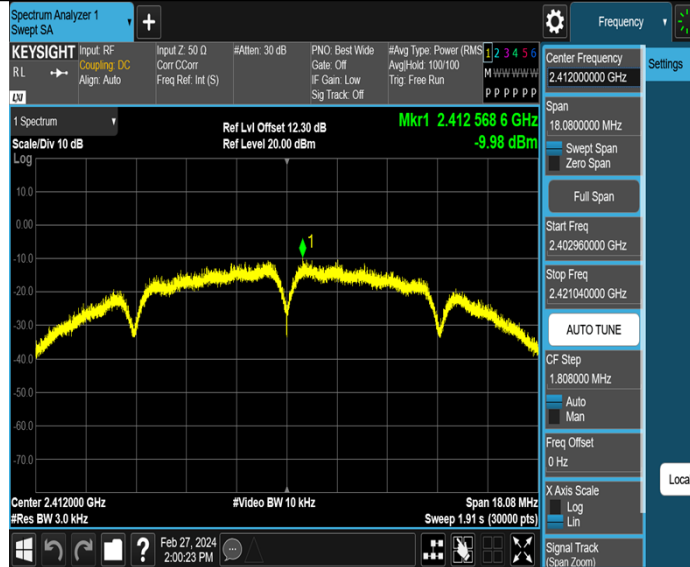 Spectrum Analyzer 1
Swept SA
+
Frequency
KEYSIGHT
RL
LXI
Input: RF
Coupling: DC
Align: Auto
Input Z: 50 Ω
Corr CCorr
Freq Ref: Int (S)
#Atten: 30 dB
PNO: Best Wide
Gate: Off
IF Gain: Low
Sig Track: Off
#Avg Type: Power (RMS
Avg|Hold: 100/100
Trig: Free Run
1 2 3 4 5 6
M W W W W W
P P P P P P
1 Spectrum
Scale/Div 10 dB
Log
Ref Lvl Offset 12.30 dB
Ref Level 20.00 dBm
Mkr1 2.412 568 6 GHz
-9.98 dBm
10.0
0.00
-10.0
-20.0
-30.0
-40.0
-50.0
-60.0
-70.0
1
Center 2.412000 GHz
#Res BW 3.0 kHz
#Video BW 10 kHz
Span 18.08 MHz
Sweep 1.91 s (30000 pts)
?
Feb 27, 2024
2:00:23 PM
Center Frequency
2.412000000 GHz
Span
18.0800000 MHz
Swept Span
Zero Span
Full Span
Start Freq
2.402960000 GHz
Stop Freq
2.421040000 GHz
AUTO TUNE
CF Step
1.808000 MHz
Auto
Man
Freq Offset
0 Hz
X Axis Scale
Log
Lin
Signal Track
(Span Zoom)
Settings
Loca